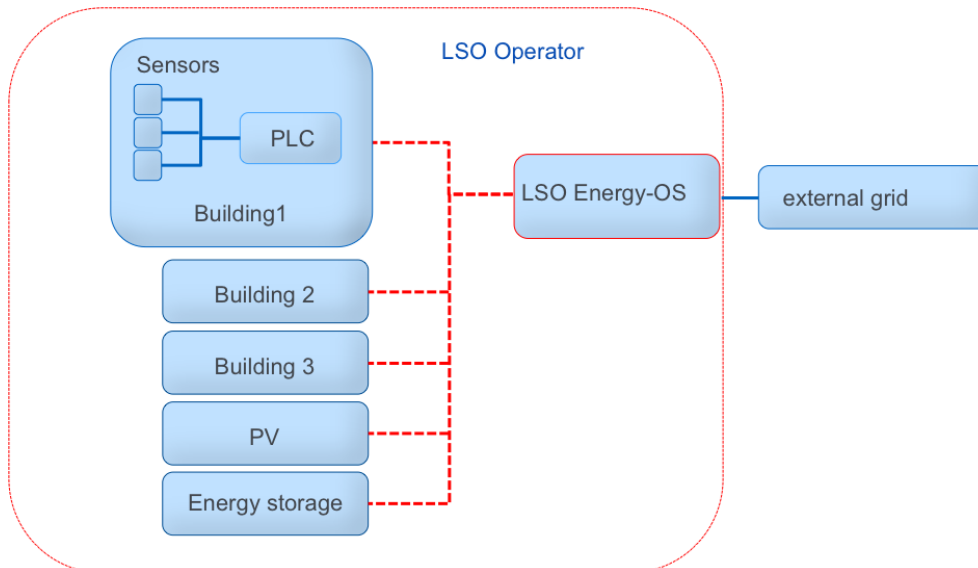 LSO Operator
Sensors
PLC
Building1
LSO Energy-OS
external grid
Building 2
Building 3
PV
Energy storage